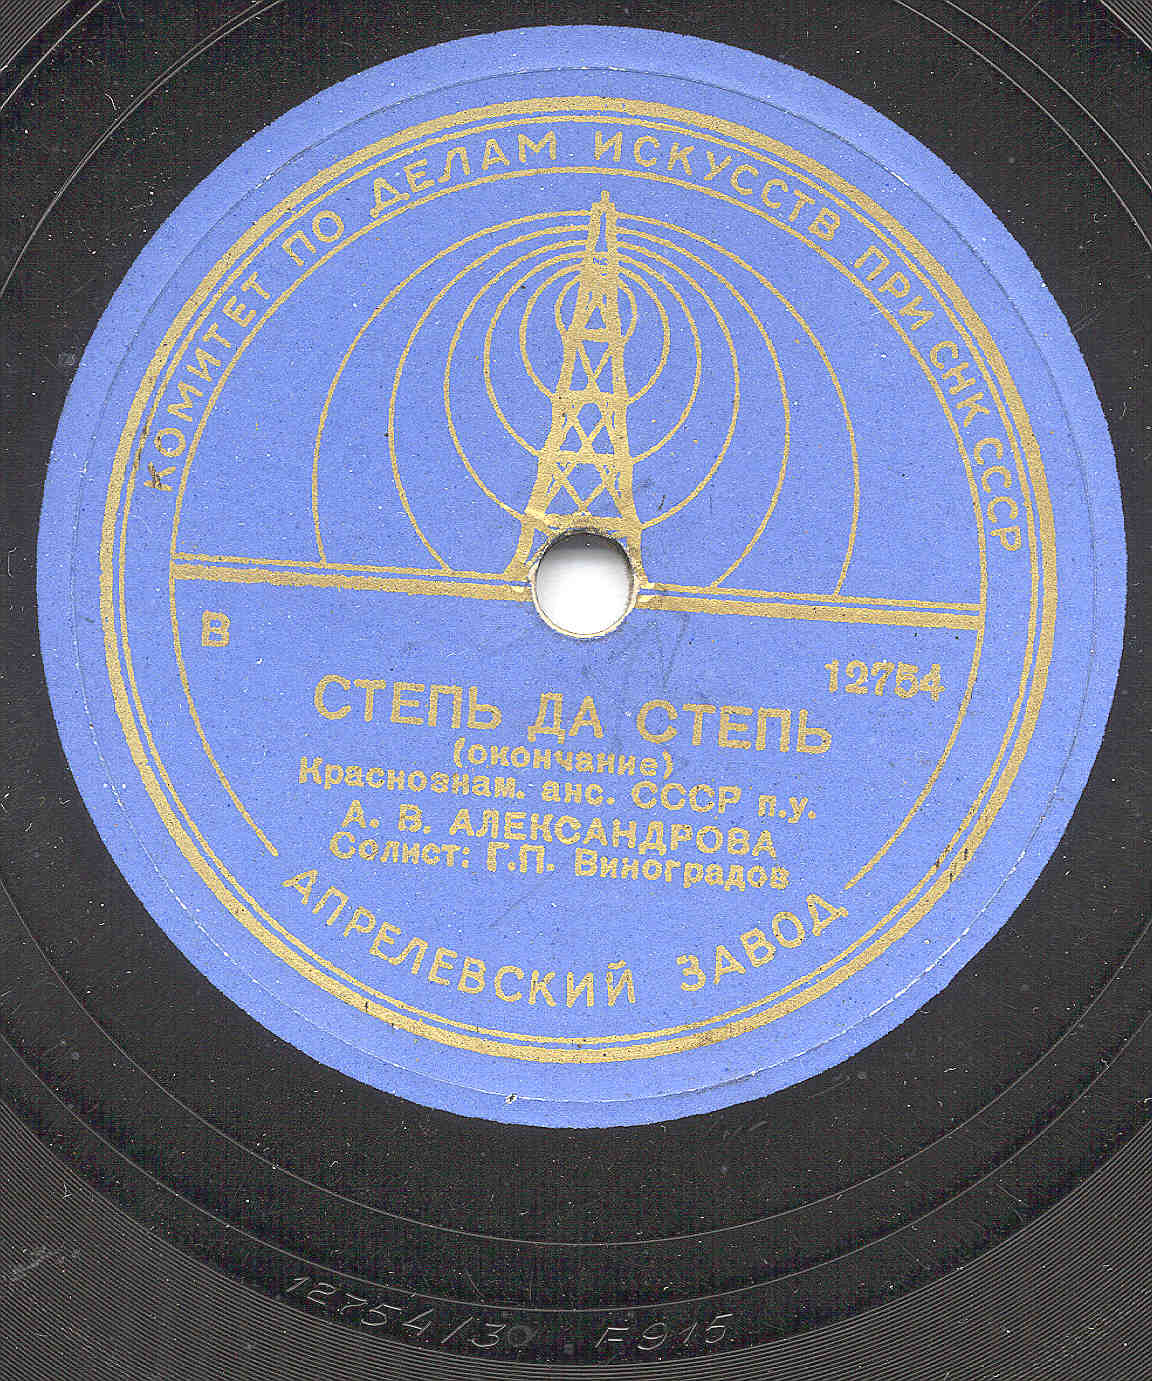 КОМИТЕТ ПО ДЕЛАМ ИСКУССТВ ПРИ СНК СССР
В
12754
СТЕПЬ ДА СТЕПЬ
(окончание)
Краснознам. анс. СССР п.у.
А. В. АЛЕКСАНДРОВА
Солист: Г.П. Виноградов
АПРЕЛЕВСКИЙ ЗАВОД
12754/3 F915